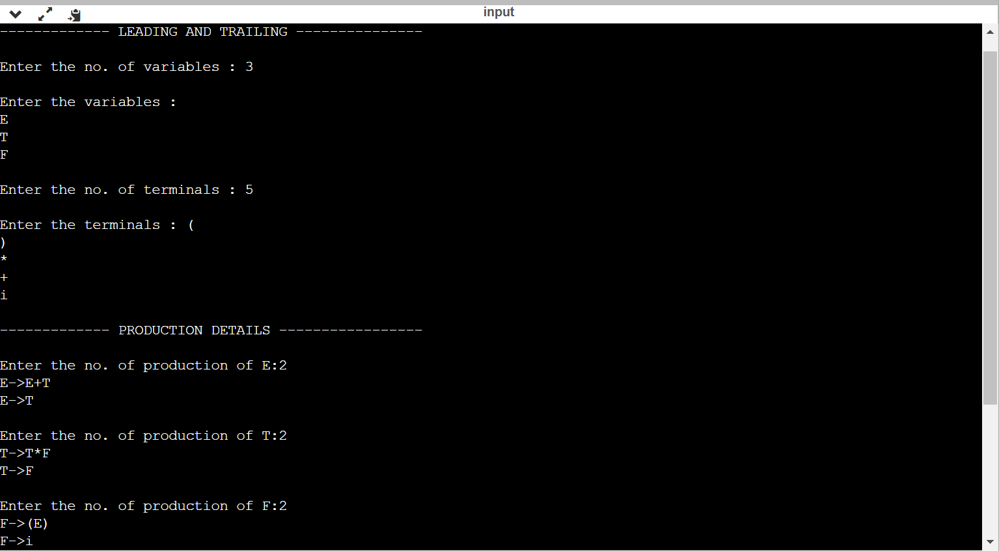 input
------------- LEADING AND TRAILING ---------------
Enter the no. of variables : 3
Enter the variables :
E
T
F
Enter the no. of terminals : 5
Enter the terminals : (
)
*
+
i
------------- PRODUCTION DETAILS -----------------
Enter the no. of production of E:2
E->E+T
E->T
Enter the no. of production of T:2
T->T*F
T->F
Enter the no. of production of F:2
F->(E)
F->i